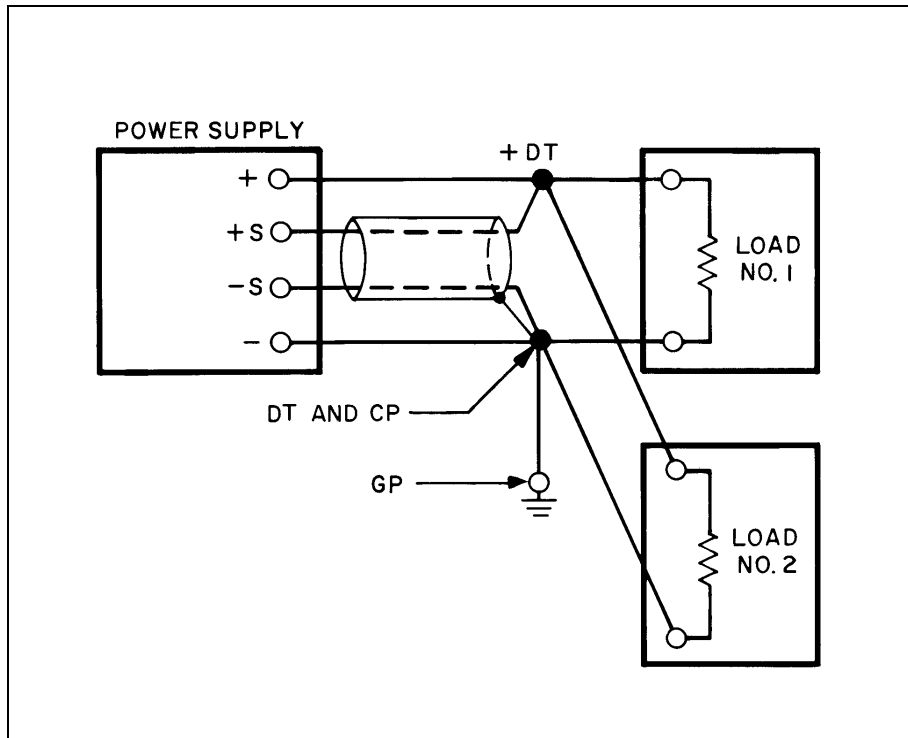 POWER SUPPLY
+
+S
-S
-
+ DT
LOAD
NO. 1
DT AND CP
GP
LOAD
NO. 2